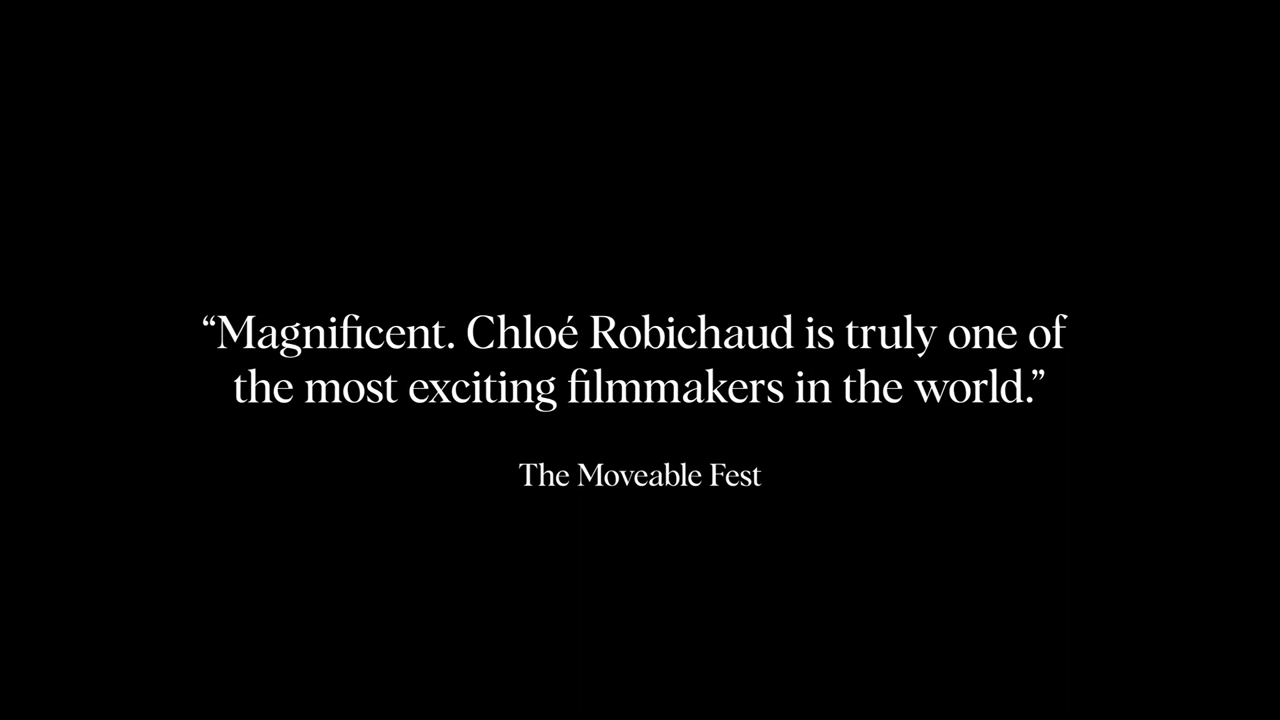 “Magnificent. Chloé Robichaud is truly one of
the most exciting filmmakers in the world.”
The Moveable Fest